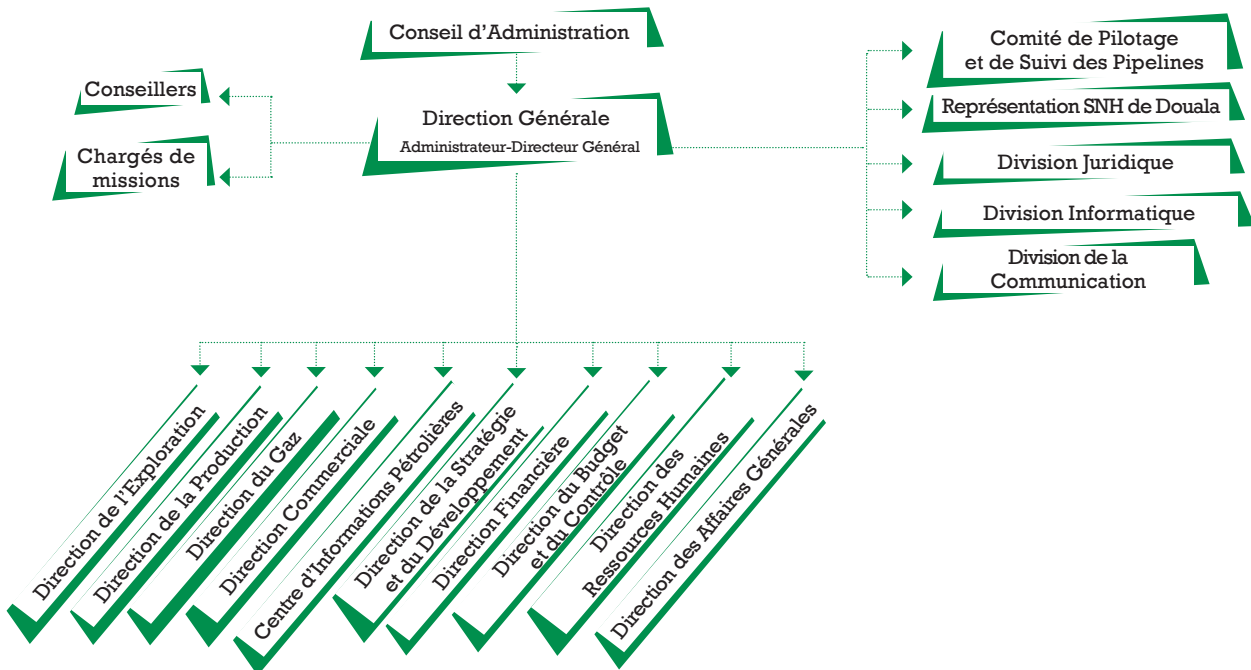 Conseil d'Administration
Direction Générale
Administrateur-Directeur Général
Conseillers
Chargés de
missions
Comité de Pilotage
et de Suivi des Pipelines
Représentation SNH de Douala
Division Juridique
Division Informatique
Division de la
Communication
Direction de l'Exploration
Direction de la Production
Direction du Gaz
Direction Commerciale
Centre d'Informations Pétrolières
Direction de la Stratégie
et du Développement
Direction Financière
Direction du Budget
et du Contrôle
Direction des
Ressources Humaines
Direction des Affaires Générales